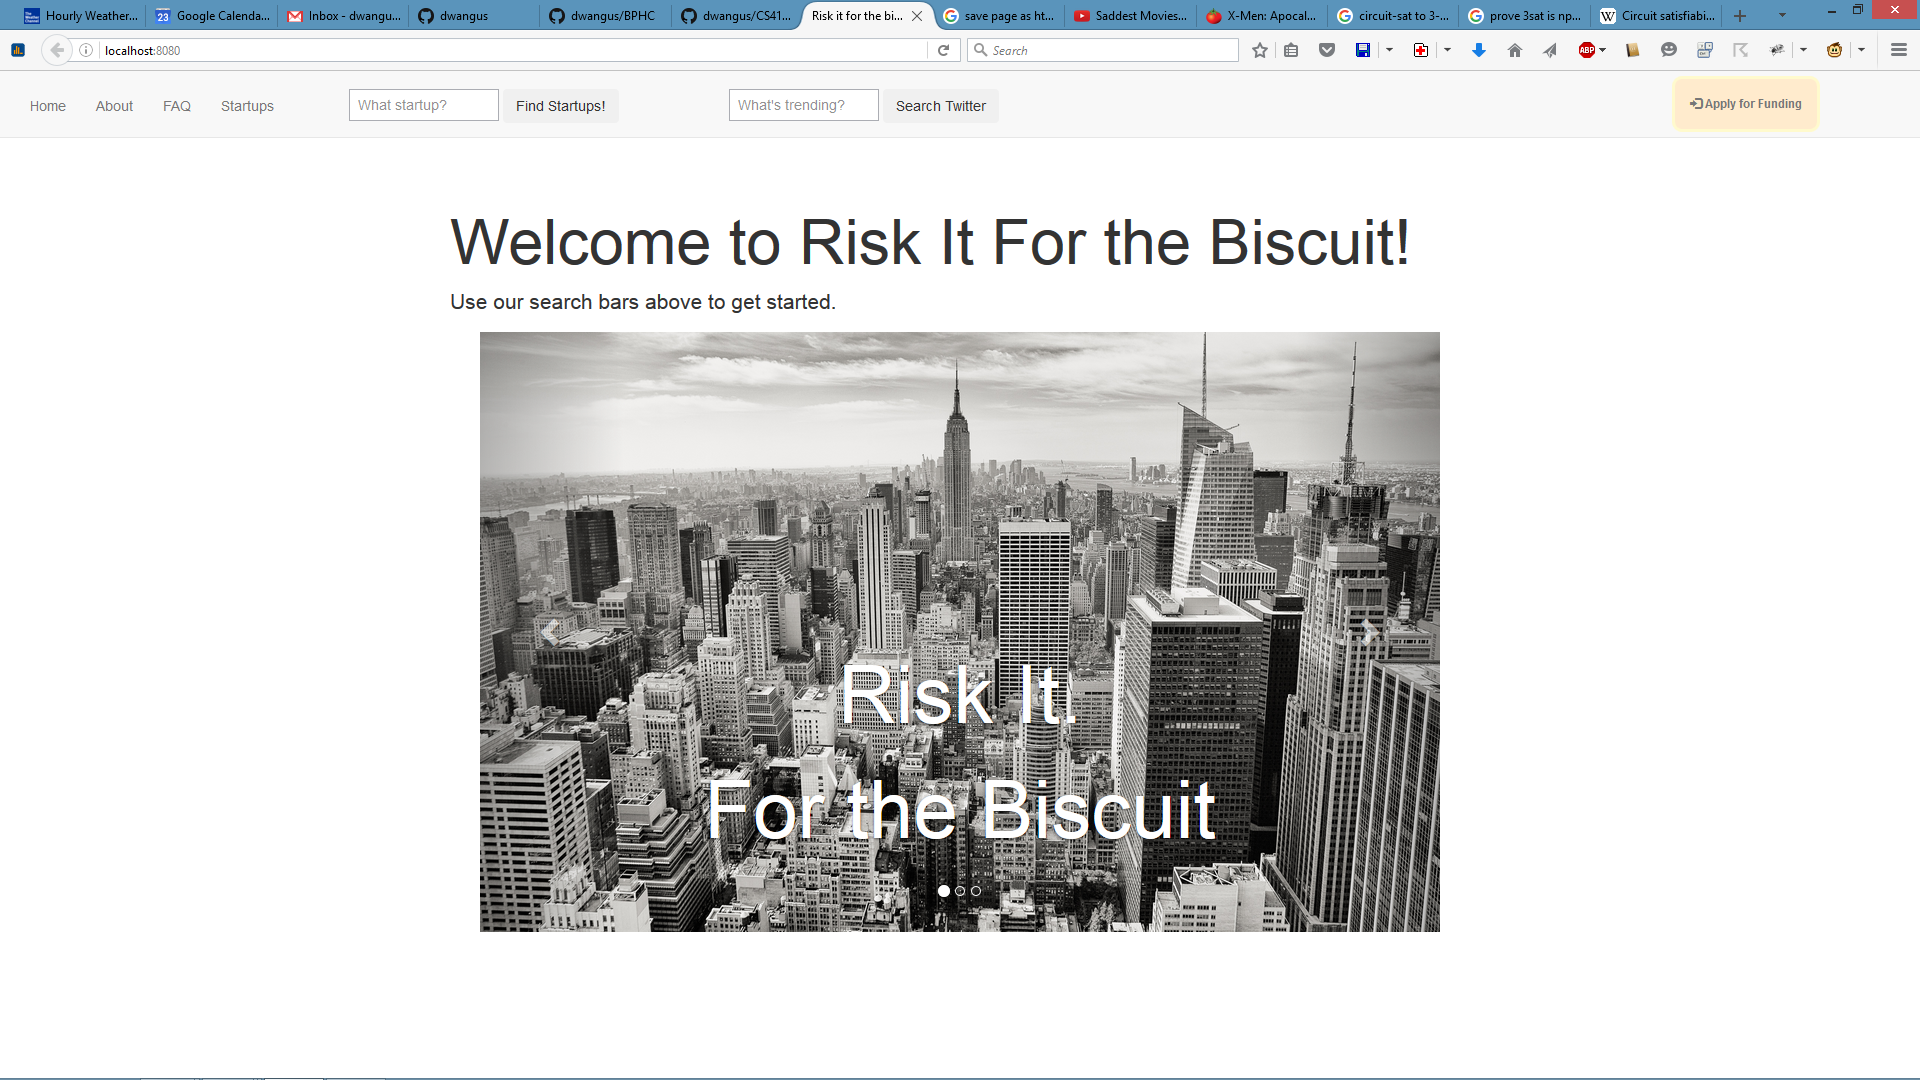 Hourly Weather...
23
Google Calenda...
Inbox - dwangu...
dwangus
dwangus/BPHC
dwangus/CS41...
Risk it for the bi...
save page as ht...
Saddest Movies...
X-Men: Apocal...
circuit-sat to 3-...
prove 3sat is np...
W
Circuit satisfiabi...
localhost:8080
Search
ABP
Home
About
FAQ
Startups
What startup?
Find Startups!
What's trending?
Search Twitter
Apply for Funding
Welcome to Risk It For the Biscuit!
Use our search bars above to get started.
Risk It.
For the Biscuit